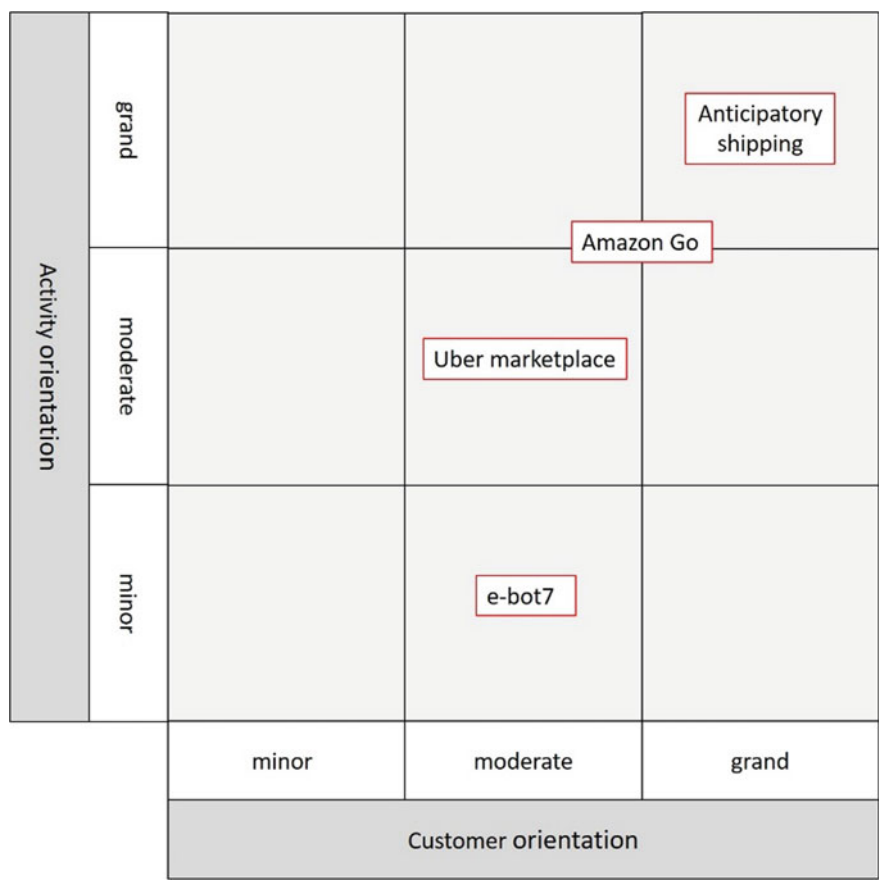 Activity orientation
grand
moderate
minor
Anticipatory
shipping
Amazon Go
Uber marketplace
e-bot7
minor
moderate
grand
Customer orientation